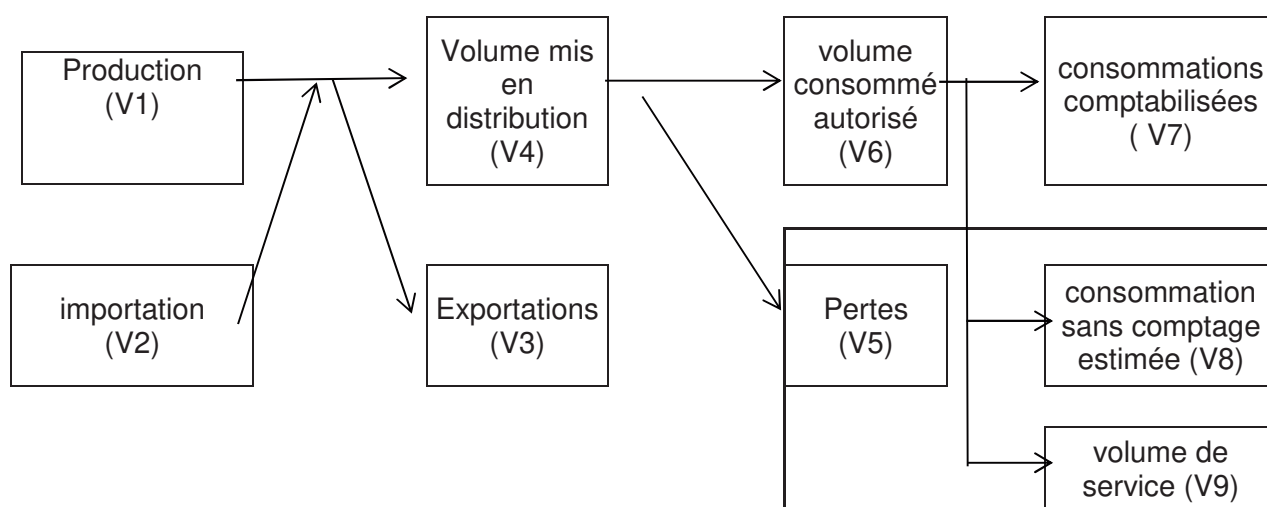 Production
(V1)
Volume mis
en
distribution
(V4)
volume
consommé
autorisé
(V6)
consommations
comptabilisées
( V7)
importation
(V2)
Exportations
(V3)
Pertes
(V5)
consommation
sans comptage
estimée (V8)
volume de
service (V9)